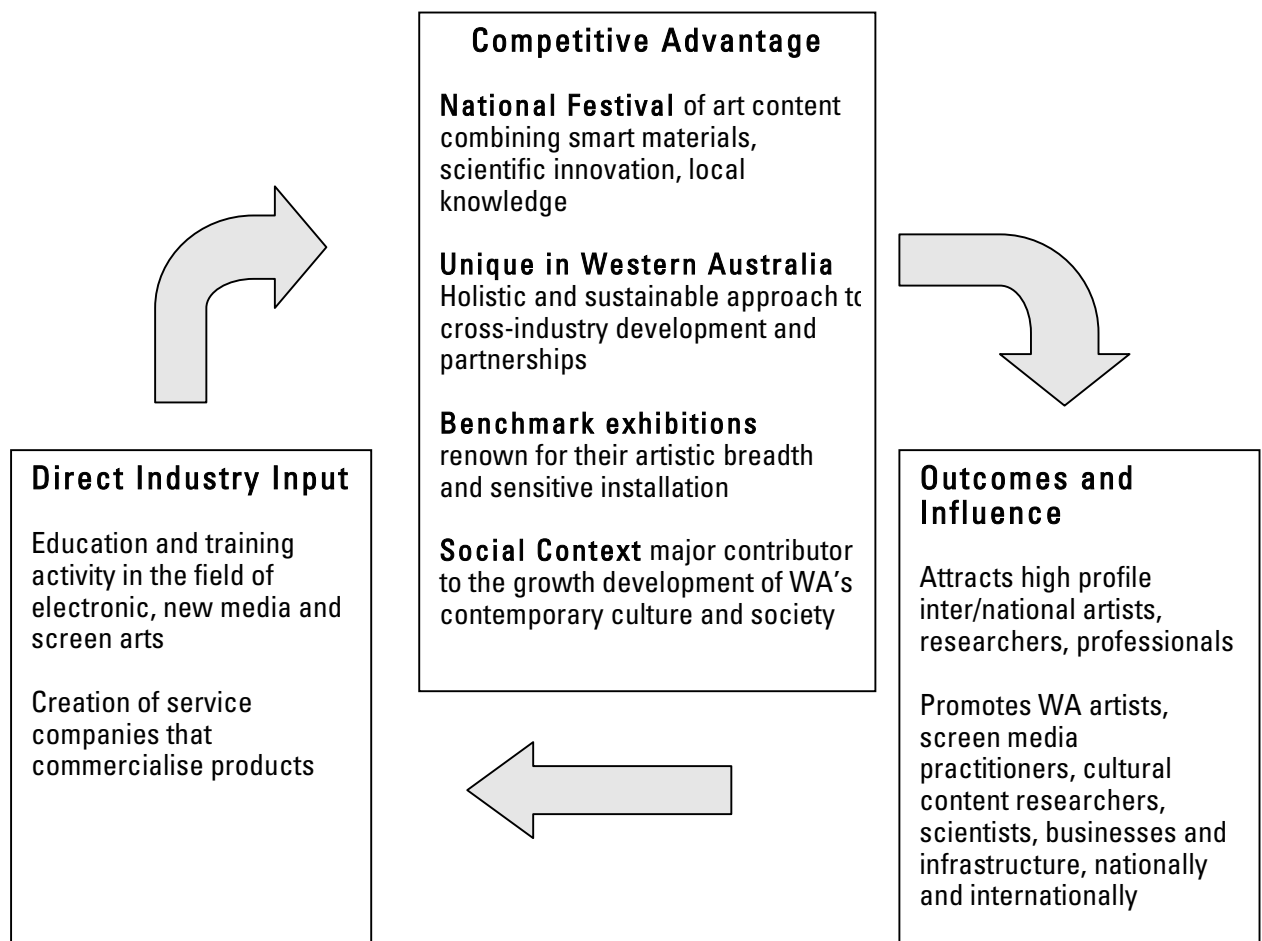 Competitive Advantage
National Festival of art content
combining smart materials,
scientific innovation, local
knowledge
Unique in Western Australia
Holistic and sustainable approach to
cross-industry development and
partnerships
Benchmark exhibitions
renown for their artistic breadth
and sensitive installation
Social Context major contributor
to the growth development of WA's
contemporary culture and society
Direct Industry Input
Education and training
activity in the field of
electronic, new media and
screen arts
Creation of service
companies that
commercialise products
Outcomes and
Influence
Attracts high profile
inter/national artists,
researchers, professionals
Promotes WA artists,
screen media
practitioners, cultural
content researchers,
scientists, businesses and
infrastructure, nationally
and internationally